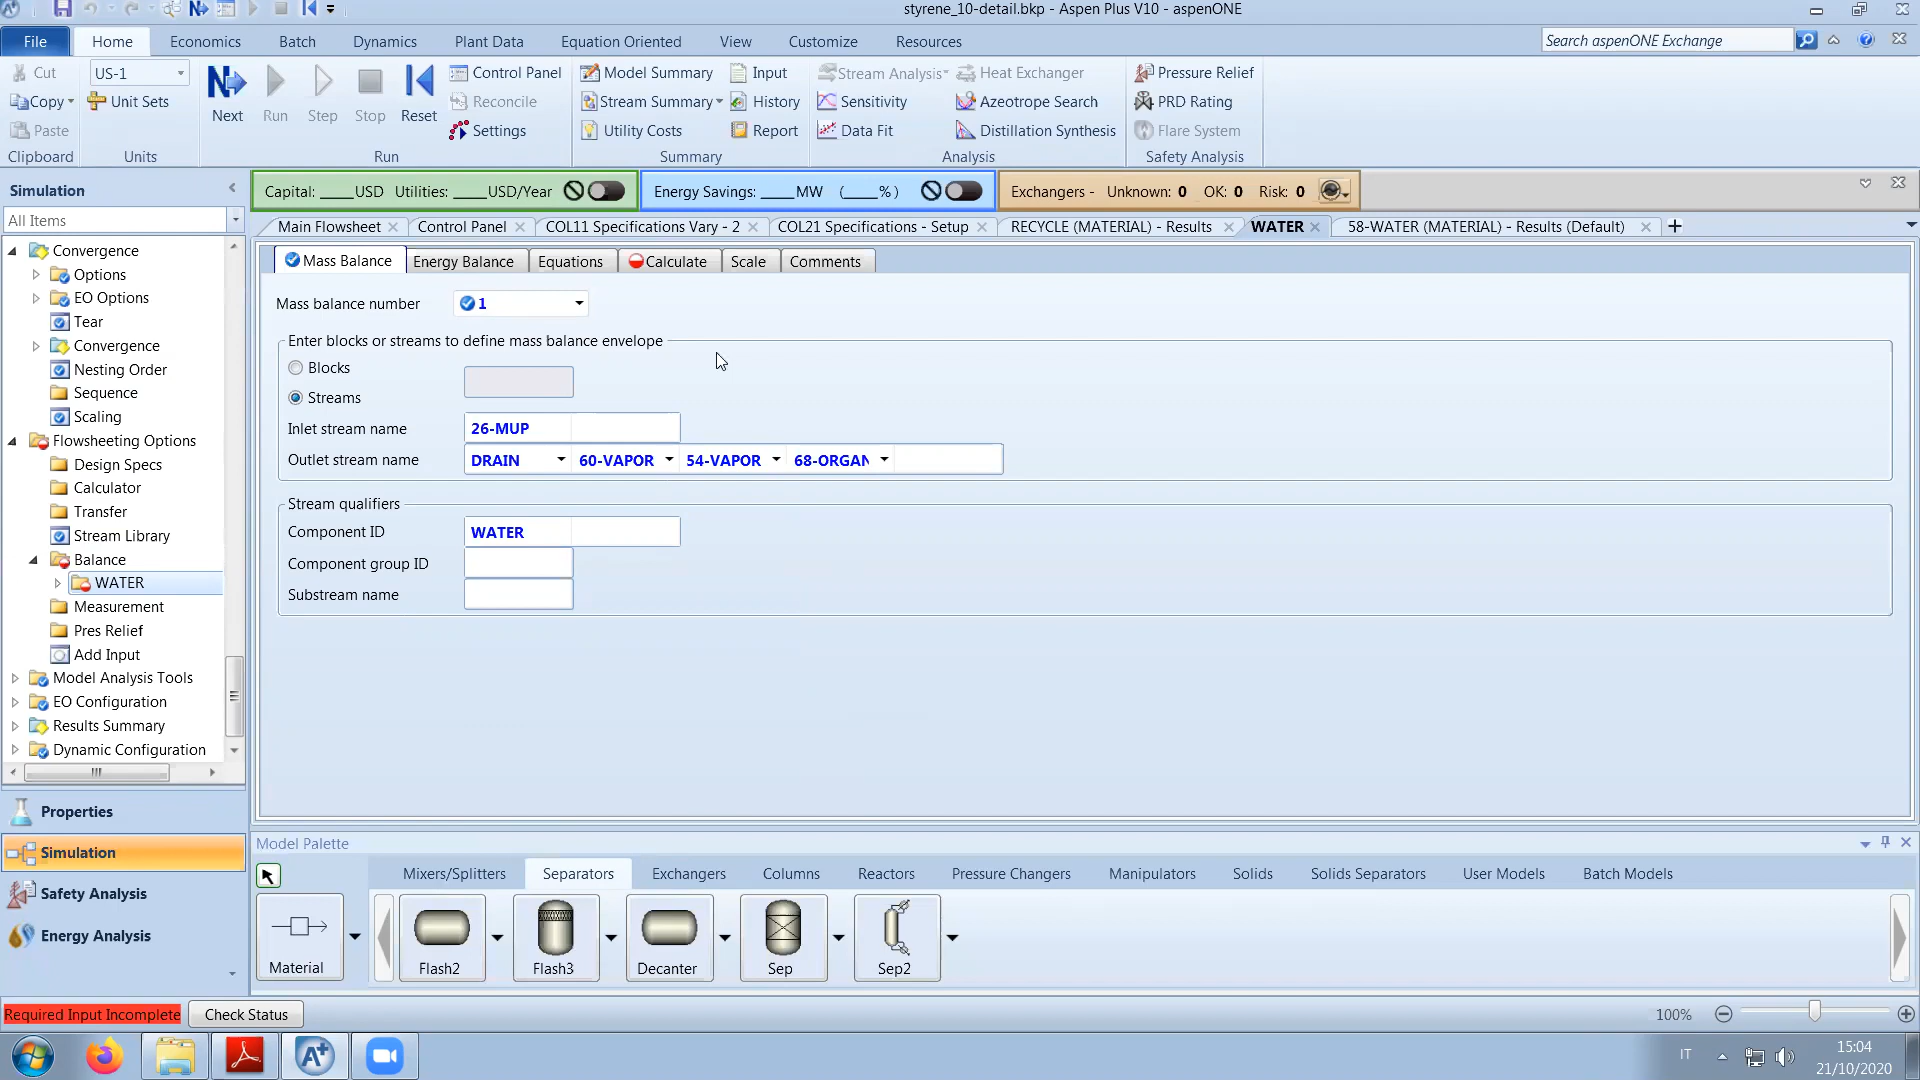 styrene_10-detail.bkp - Aspen Plus V10 - aspenONE
File Home Economics Batch Dynamics Plant Data Equation Oriented View Customize Resources Search aspenONE Exchange
Cut US-1 Control Panel Model Summary Input Stream Analysis Heat Exchanger Pressure Relief
Copy Unit Sets Next Run Step Stop Reset Reconcile Stream Summary History Sensitivity Azeotrope Search PRD Rating
Paste Settings Utility Costs Report Data Fit Distillation Synthesis Flare System
Clipboard Units Run Summary Analysis Safety Analysis
Simulation Capital: ____USD Utilities: ____USD/Year Energy Savings: ____MW (____%) Exchangers - Unknown: 0 OK: 0 Risk: 0
All Items Main Flowsheet Control Panel COL11 Specifications Vary - 2 COL21 Specifications - Setup RECYCLE (MATERIAL) - Results WATER 58-WATER (MATERIAL) - Results (Default)
Mass Balance Energy Balance Equations Calculate Scale Comments
Convergence
Options
EO Options
Tear
Convergence
Nesting Order
Sequence
Scaling
Flowsheeting Options
Design Specs
Calculator
Transfer
Stream Library
Balance
WATER
Measurement
Pres Relief
Add Input
Model Analysis Tools
EO Configuration
Results Summary
Dynamic Configuration
Mass balance number 1
Enter blocks or streams to define mass balance envelope
Blocks
Streams
Inlet stream name 26-MUP
Outlet stream name DRAIN 60-VAPOR 54-VAPOR 68-ORGAN
Stream qualifiers
Component ID WATER
Component group ID
Substream name
Properties
Simulation
Safety Analysis
Energy Analysis
Model Palette
Mixers/Splitters Separators Exchangers Columns Reactors Pressure Changers Manipulators Solids Solids Separators User Models Batch Models
Material Flash2 Flash3 Decanter Sep Sep2
Required Input Incomplete Check Status 100%
IT 15:04
21/10/2020